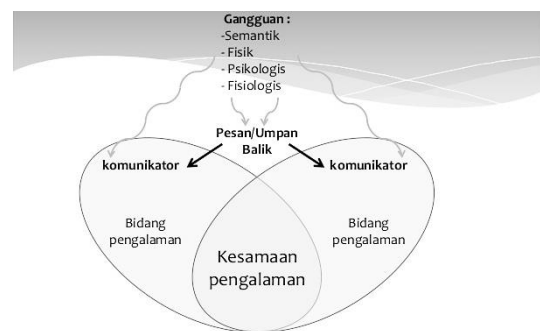 Gangguan :
-Semantik
- Fisik
- Psikologis
- Fisiologis
Pesan/Umpan
Balik
komunikator
komunikator
Bidang
pengalaman
Bidang
pengalaman
Kesamaan
pengalaman